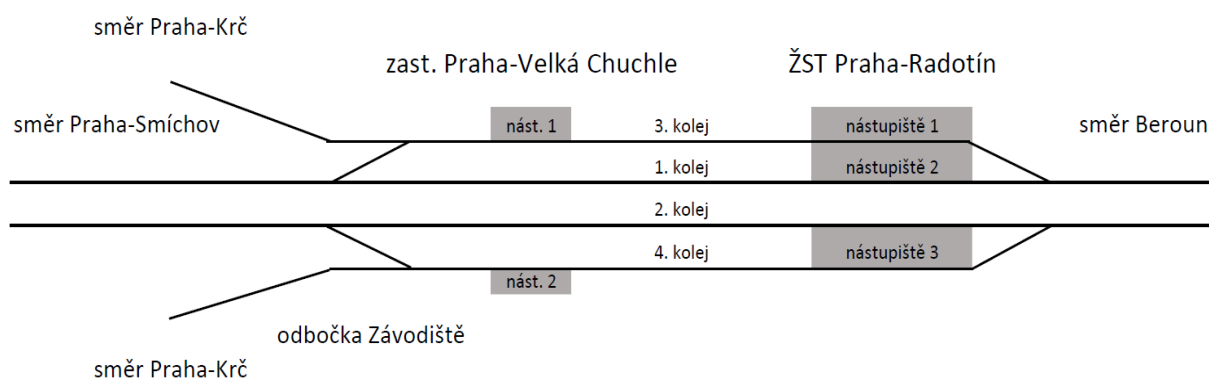 směr Praha-Krč
zast. Praha-Velká Chuchle
ŽST Praha-Radotín
směr Praha-Smíchov
nást. 1
3. kolej
nástupiště 1
směr Beroun
1. kolej
nástupiště 2
2. kolej
4. kolej
nástupiště 3
nást. 2
odbočka Závodiště
směr Praha-Krč